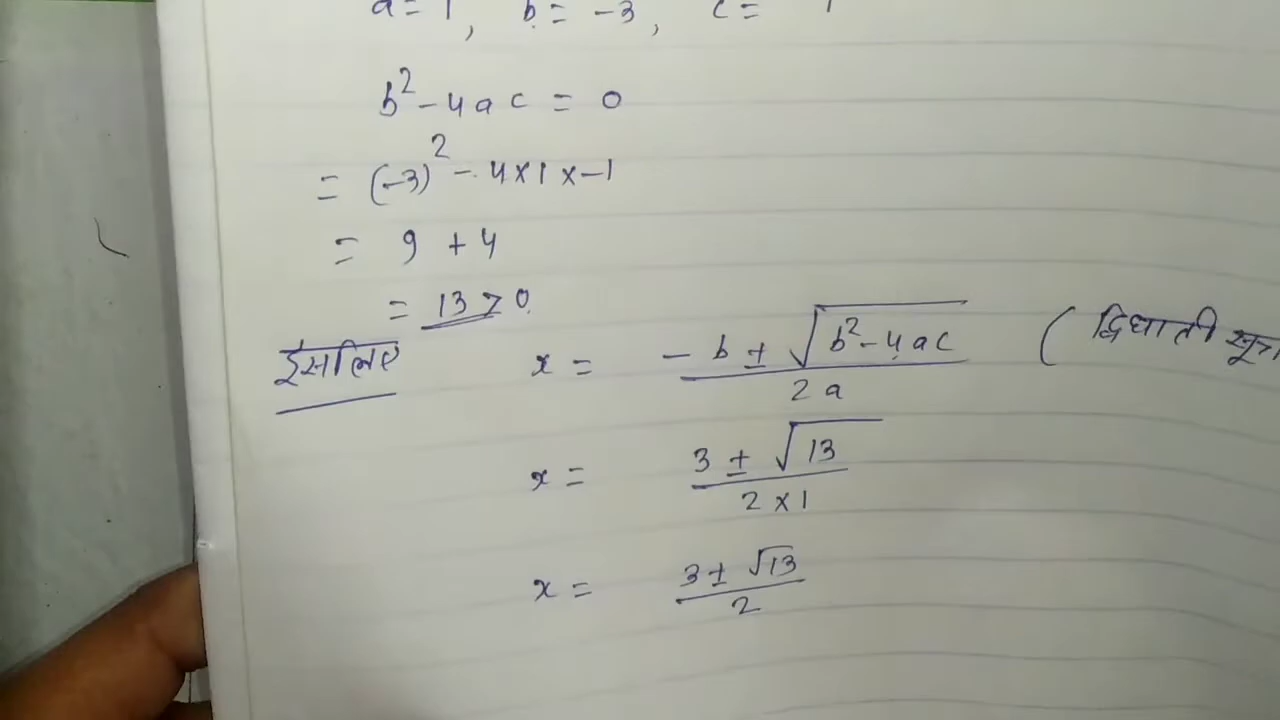 a = 1, b = -3, c = -1
b² - 4ac = 0
= (-3)² - 4×1×-1
= 9 + 4
= 13 > 0
इसलिए x = -b ± √b² - 4ac / 2a (द्विघाती सूत्र
x = 3 ± √13 / 2×1
x = 3 ± √13 / 2